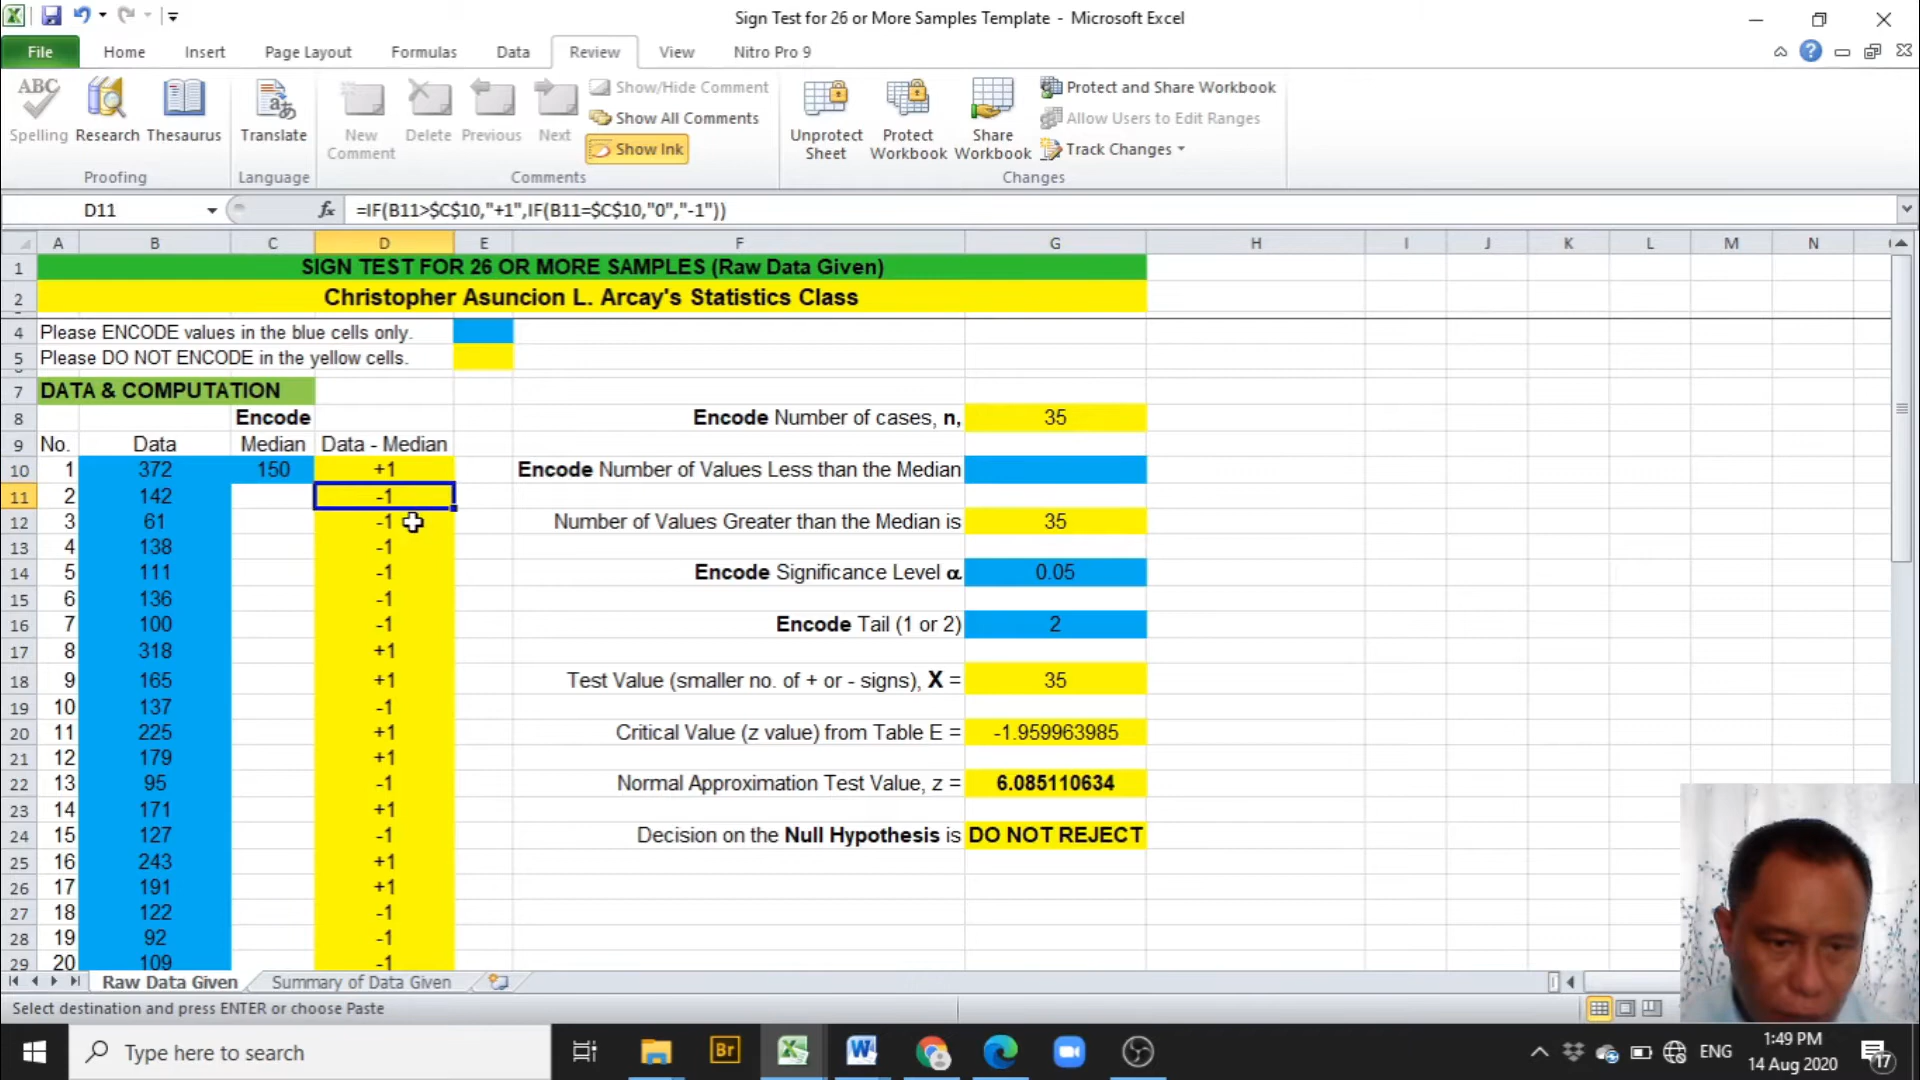 Sign Test for 26 or More Samples Template - Microsoft Excel
File Home Insert Page Layout Formulas Data Review View Nitro Pro 9
ABC
Spelling Research Thesaurus Translate New Comment Delete Previous Next
Show/Hide Comment
Show All Comments
Show Ink
Unprotect Sheet Protect Workbook Share Workbook
Protect and Share Workbook
Allow Users to Edit Ranges
Track Changes
Proofing Language Comments Changes
D11 fx =IF(B11>$C$10,"+1",IF(B11=$C$10,"0","-1"))
A B C D E F G H I J K L M N
1 SIGN TEST FOR 26 OR MORE SAMPLES (Raw Data Given)
2 Christopher Asuncion L. Arcay's Statistics Class
4 Please ENCODE values in the blue cells only.
5 Please DO NOT ENCODE in the yellow cells.
7 DATA & COMPUTATION
8 Encode Encode Number of cases, n, 35
9 No. Data Median Data - Median
10 1 372 150 +1 Encode Number of Values Less than the Median
11 2 142 -1
12 3 61 -1 Number of Values Greater than the Median is 35
13 4 138 -1
14 5 111 -1 Encode Significance Level α 0.05
15 6 136 -1
16 7 100 -1 Encode Tail (1 or 2) 2
17 8 318 +1
18 9 165 +1 Test Value (smaller no. of + or - signs), X = 35
19 10 137 -1
20 11 225 +1 Critical Value (z value) from Table E = -1.959963985
21 12 179 +1
22 13 95 -1 Normal Approximation Test Value, z = 6.085110634
23 14 171 +1
24 15 127 -1 Decision on the Null Hypothesis is DO NOT REJECT
25 16 243 +1
26 17 191 +1
27 18 122 -1
28 19 92 -1
29 20 109 -1
Raw Data Given Summary of Data Given
Select destination and press ENTER or choose Paste
Type here to search
Br
ENG
1:49 PM
14 Aug 2020
17